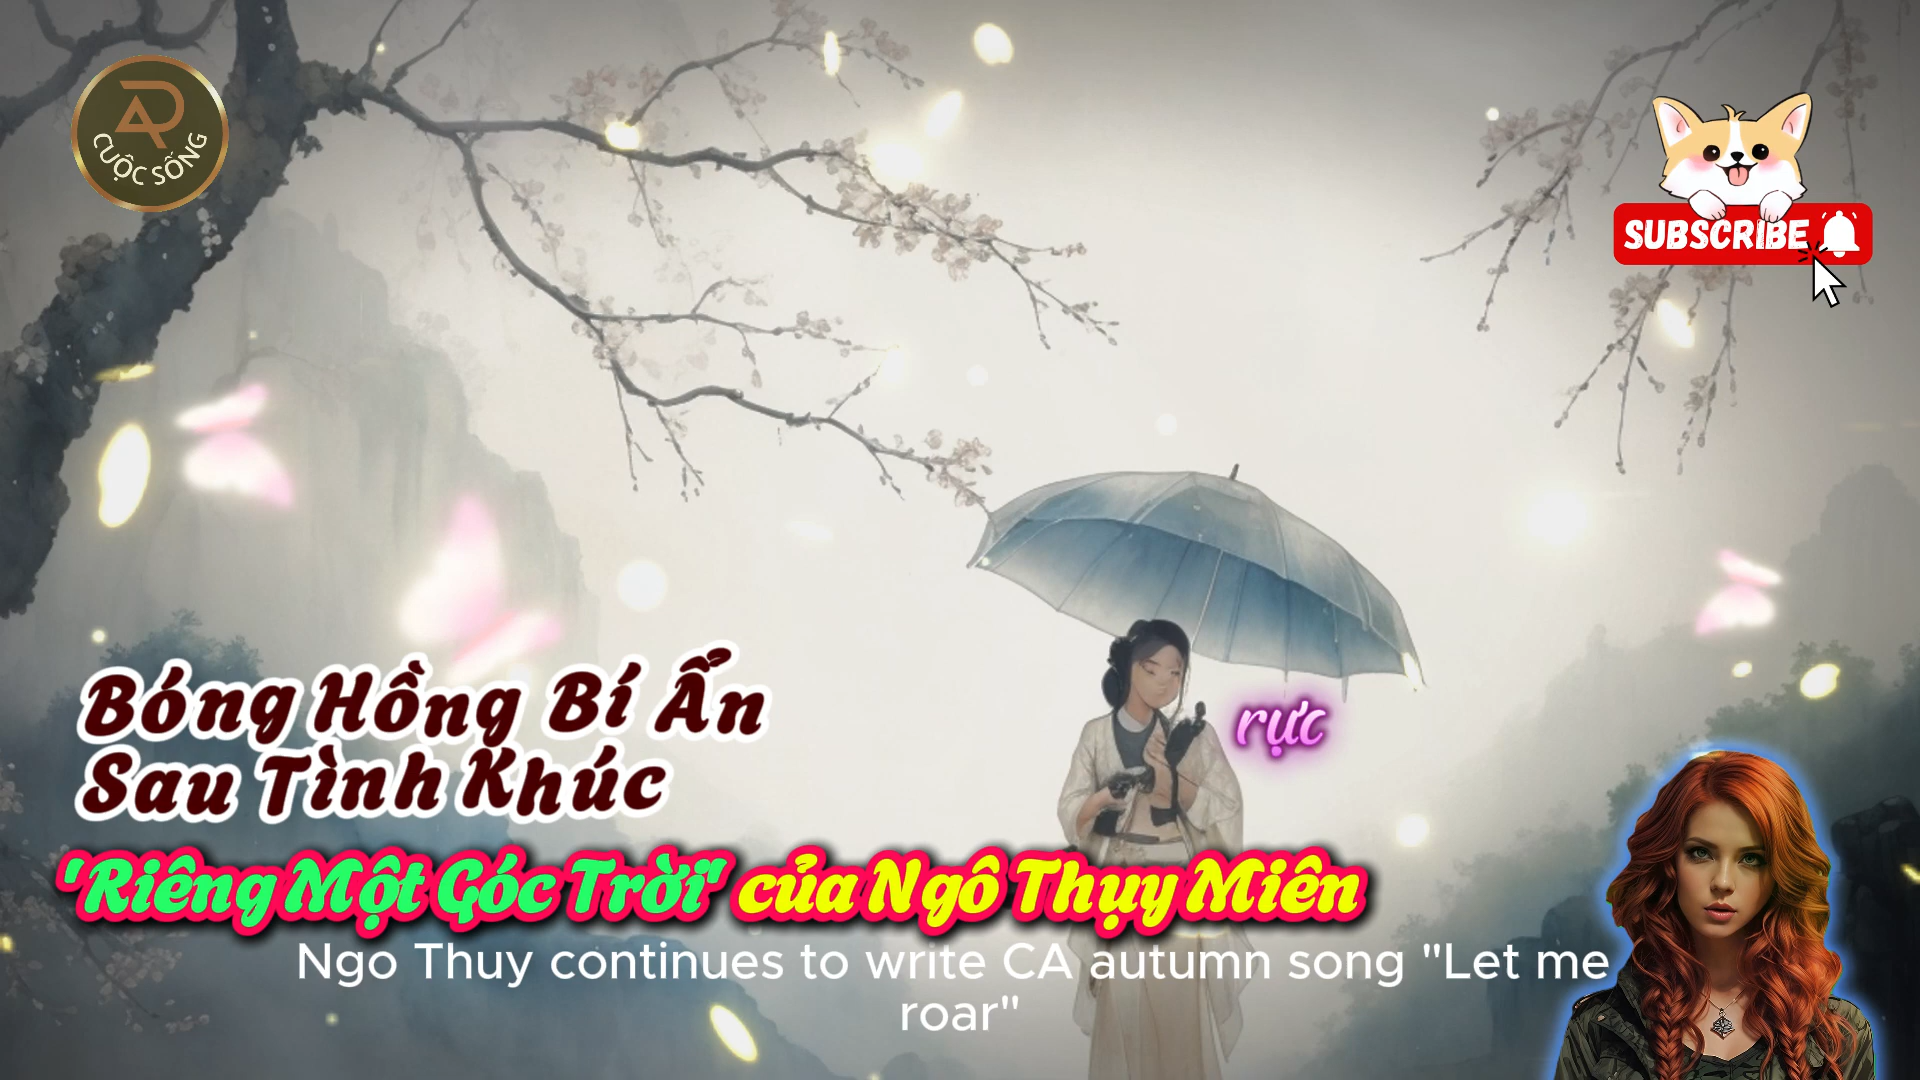 CUỘC SỐNG
SUBSCRIBE
Bóng Hồng Bí Ẩn
Sau Tình Khúc
rực
"Riêng Một Góc Trời" của Ngô Thụy Miên
Ngo Thuy continues to write CA autumn song "Let me
roar"